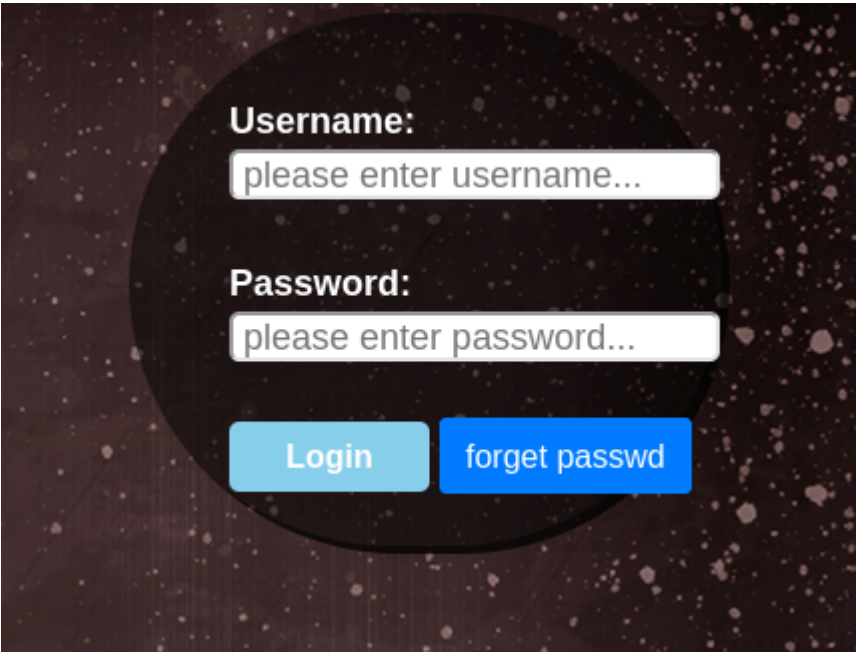 Username:
please enter username...
Password:
please enter password...
Login
forget passwd